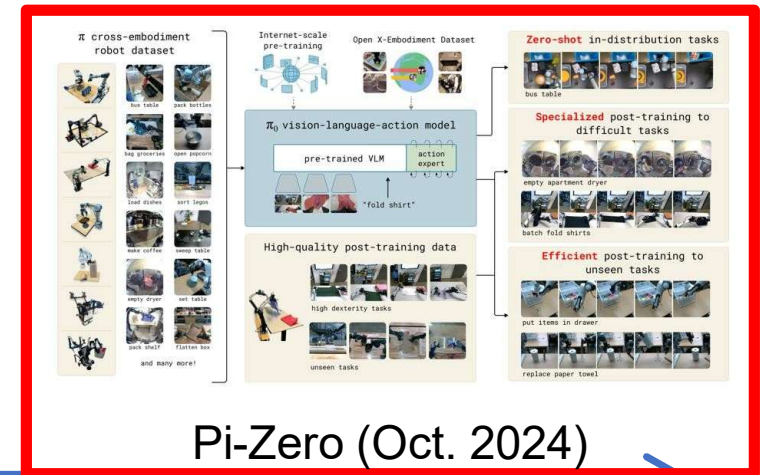 π cross-embodiment
robot dataset
bus table
pack bottles
bag groceries
open popcorn
load dishes
sort legos
make coffee
sweep table
empty dryer
set table
pack shelf
flatten box
and many more!
Internet-scale
pre-training
Open X-Embodiment Dataset
π₀ vision-language-action model
pre-trained VLM
action
expert
"fold shirt"
High-quality post-training data
high dexterity tasks
unseen tasks
Zero-shot in-distribution tasks
bus table
Specialized post-training to
difficult tasks
empty apartment dryer
batch fold shirts
Efficient post-training to
unseen tasks
put items in drawer
replace paper towel
Pi-Zero (Oct. 2024)